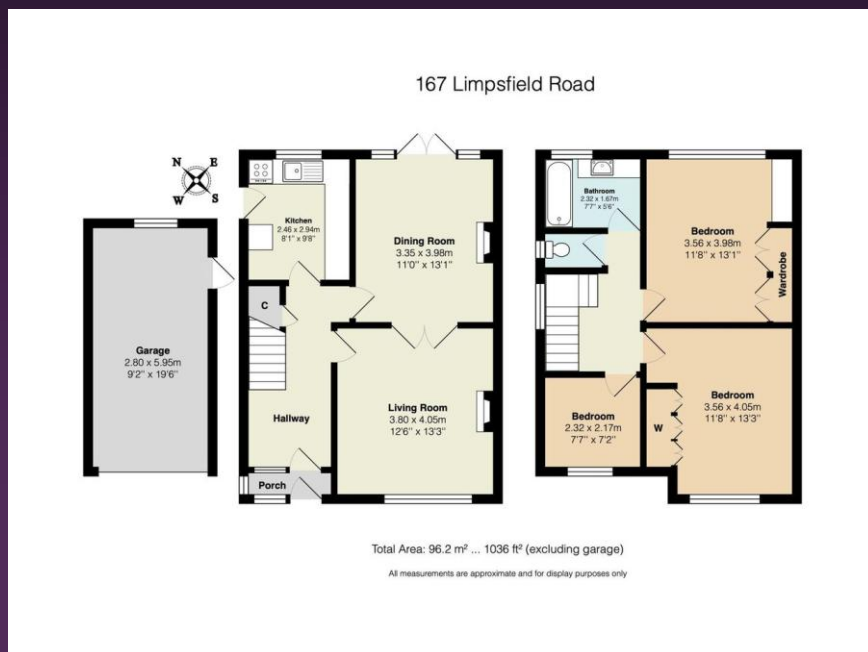 167 Limpsfield Road
N E
W S
Kitchen
2.46 x 2.94m
8'1" x 9'8"
Dining Room
3.35 x 3.98m
11'0" x 13'1"
C
Garage
2.80 x 5.95m
9'2" x 19'6"
Hallway
Living Room
3.80 x 4.05m
12'6" x 13'3"
Porch
Bathroom
2.32 x 1.67m
7'7" x 5'6"
Bedroom
3.56 x 3.98m
11'8" x 13'1"
Wardrobe
Bedroom
2.32 x 2.17m
7'7" x 7'2"
W
Bedroom
3.56 x 4.05m
11'8" x 13'3"
Total Area: 96.2 m² ... 1036 ft² (excluding garage)
All measurements are approximate and for display purposes only